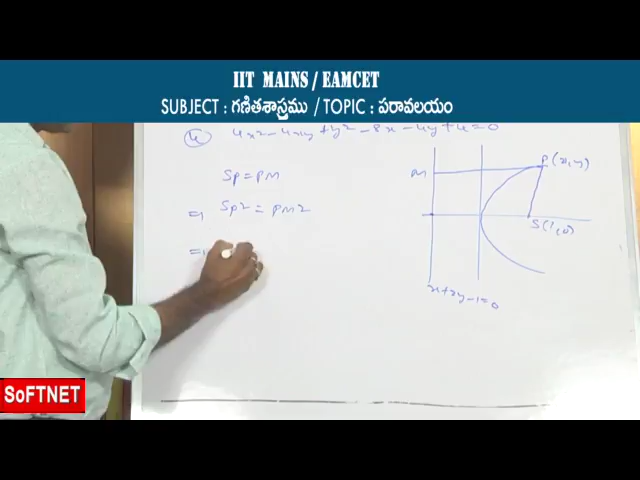 IIT MAINS / EAMCET
SUBJECT : గణితశాస్త్రము / TOPIC : పరావలయం
4 4x² - 4xy + y² - 8x - 4y + 4 = 0
SP = PM
⇒ SP² = PM²
⇒
M
P(x,y)
S(1,0)
x+2y-1=0
SoFTNET